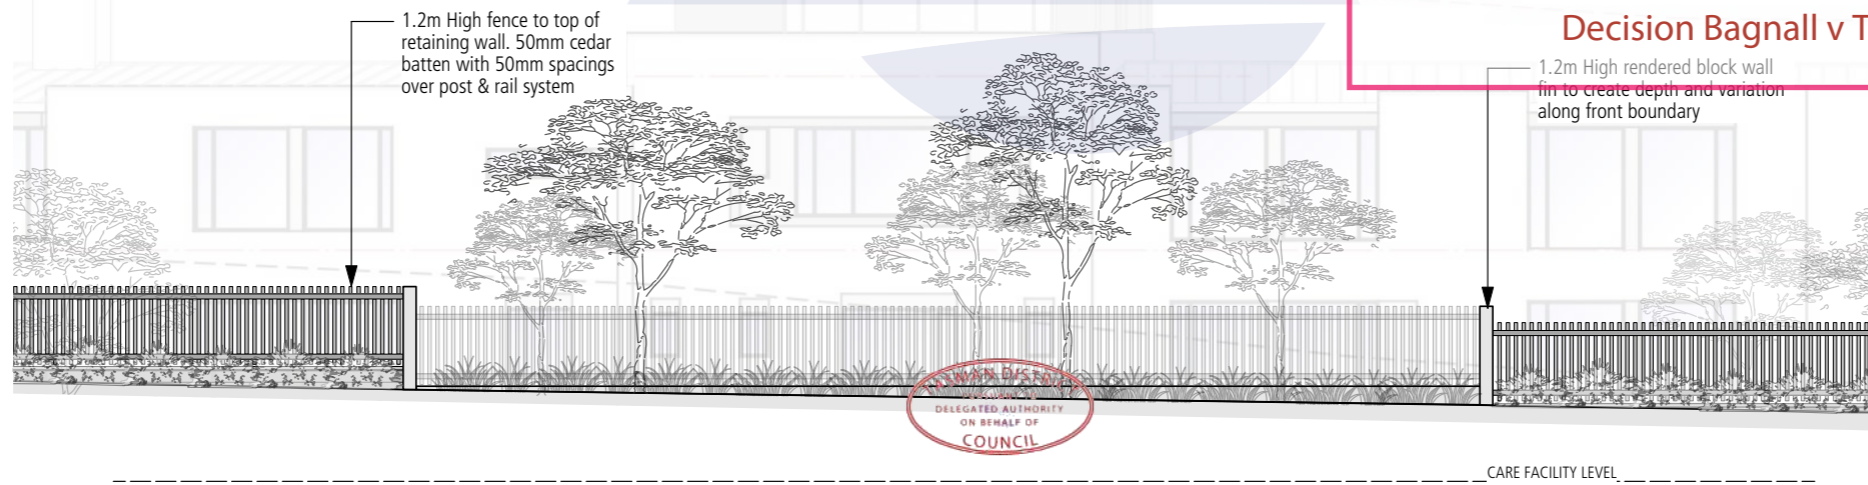 1.2m High fence to top of
retaining wall. 50mm cedar
batten with 50mm spacings
over post & rail system
Decision Bagnall v T
1.2m High rendered block wall
fin to create depth and variation
along front boundary
TASMAN DISTRICT
DELEGATED AUTHORITY
ON BEHALF OF
COUNCIL
CARE FACILITY LEVEL